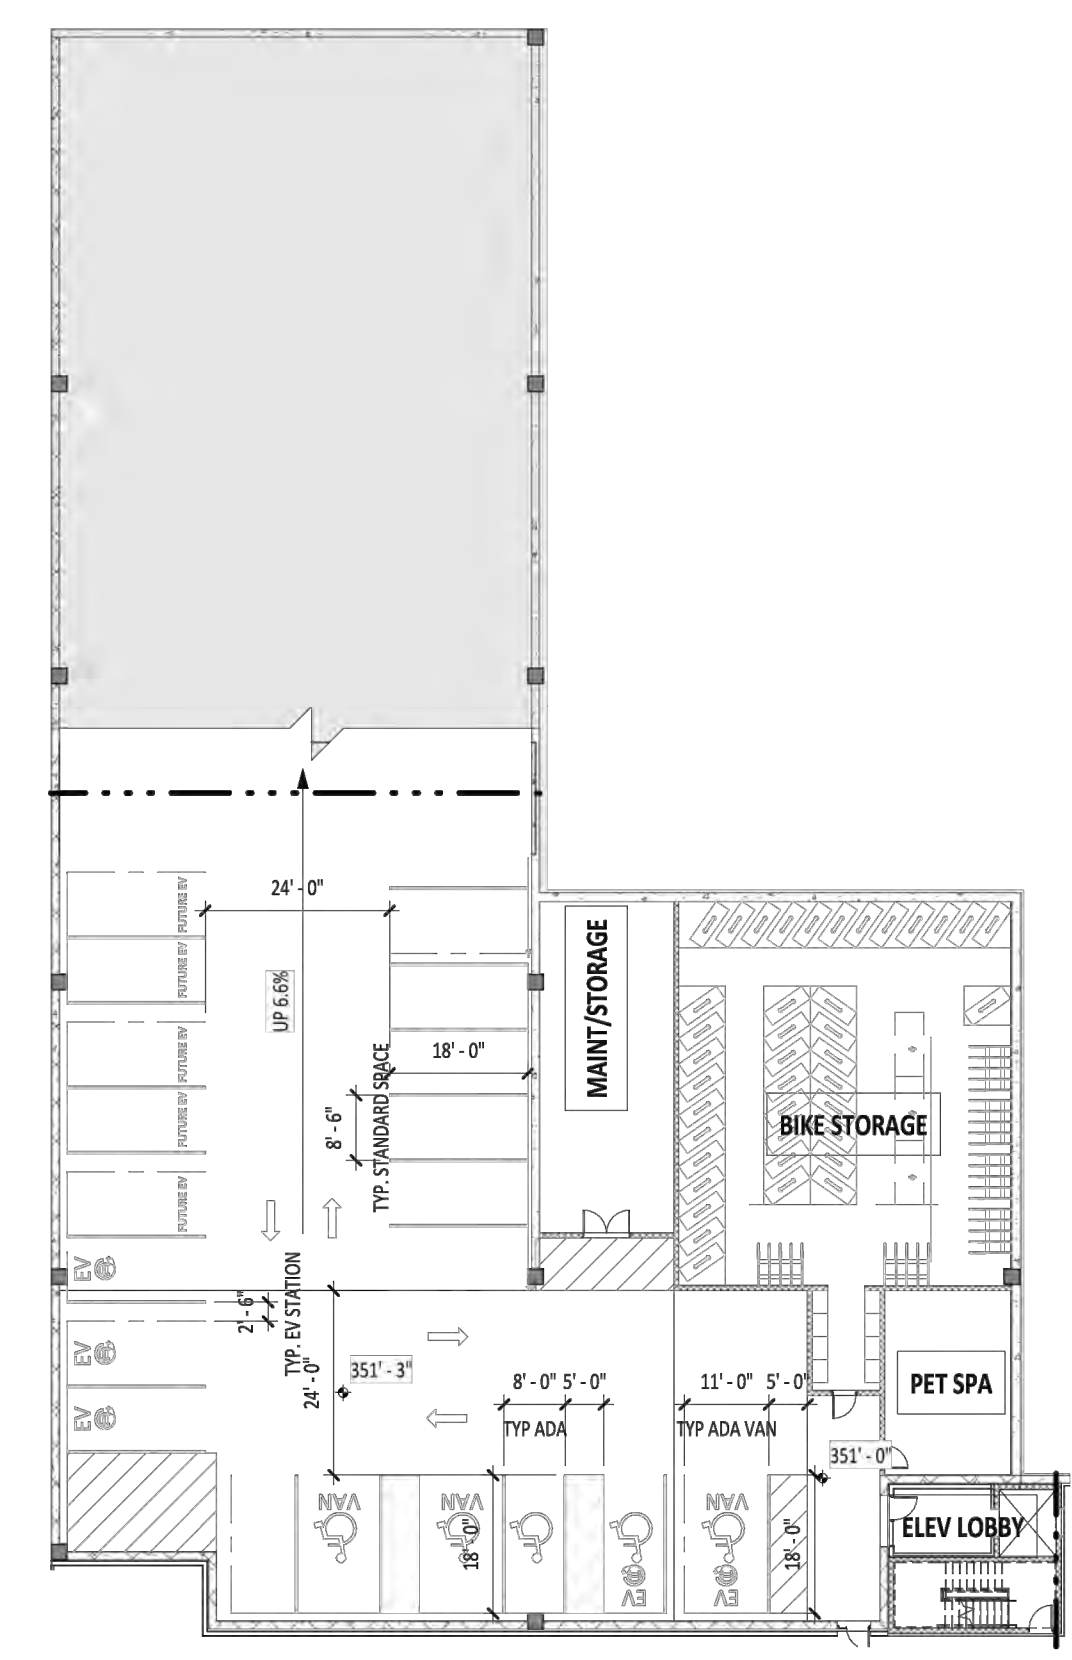 24' - 0"
FUTURE EV
FUTURE EV
FUTURE EV
FUTURE EV
FUTURE EV
UP 6.6%
18' - 0"
8' - 6"
TYP. STANDARD SPACE
MAINT/STORAGE
BIKE STORAGE
EV
EV
EV
2' - 6"
TYP. EV STATION
24' - 0"
351' - 3"
8' - 0"
5' - 0"
TYP ADA
11' - 0"
5' - 0"
TYP ADA VAN
PET SPA
351' - 0"
VAN
VAN
VAN
18' - 0"
18' - 0"
EV
EV
ELEV LOBBY